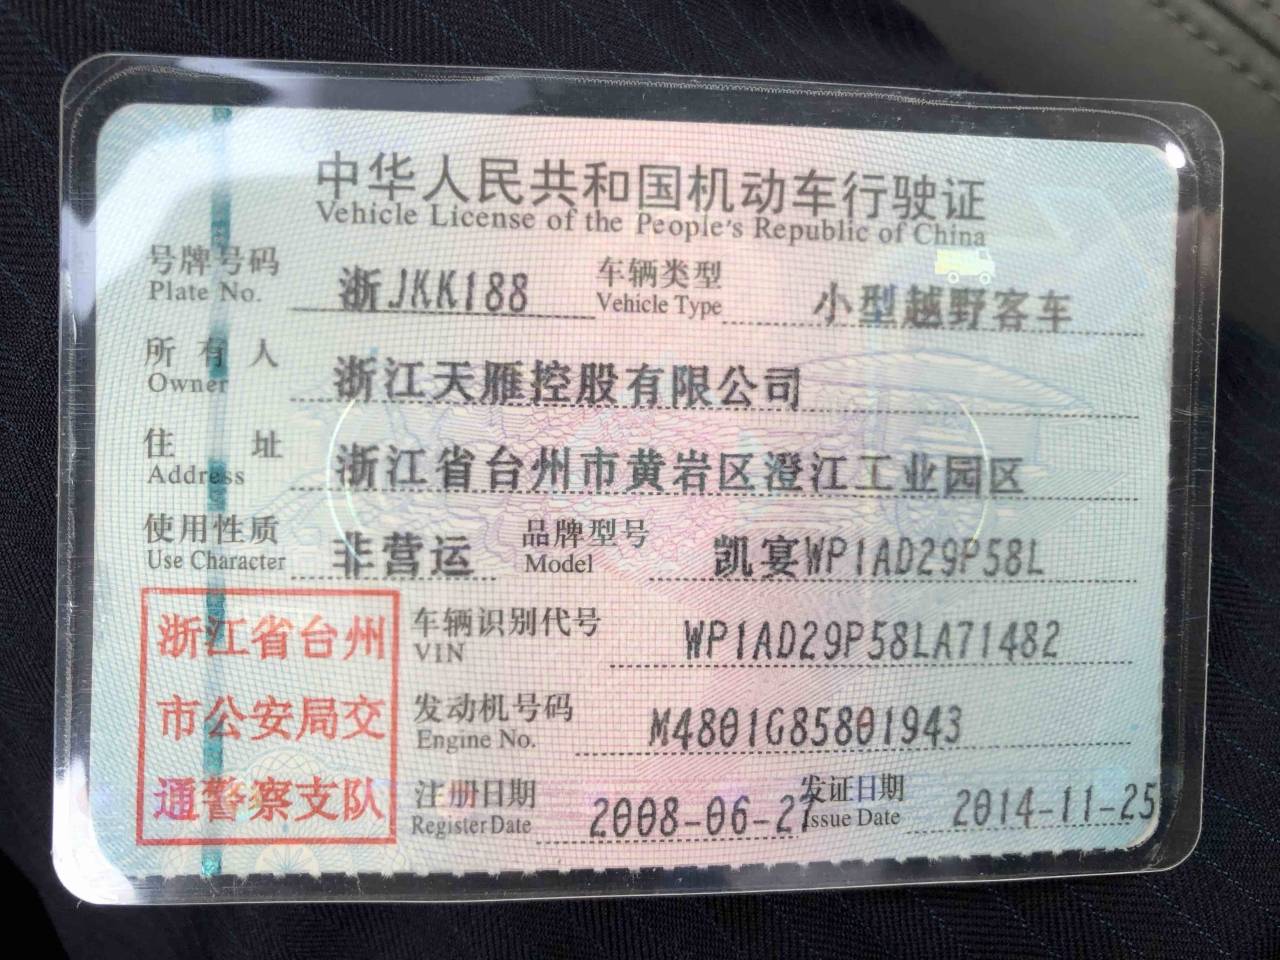 中华人民共和国机动车行驶证
Vehicle License of the People's Republic of China
号牌号码 浙JKK188 车辆类型 小型越野客车
Plate No. Vehicle Type
所有人 浙江天雁控股有限公司
Owner
住址 浙江省台州市黄岩区澄江工业园区
Address
使用性质 非营运 品牌型号 凯宴WP1AD29P58L
Use Character Model
浙江省台州
市公安局交
通警察支队
车辆识别代号 WP1AD29P58LA71482
VIN
发动机号码 M4801G85801943
Engine No.
注册日期 2008-06-27 发证日期 2014-11-25
Register Date Issue Date